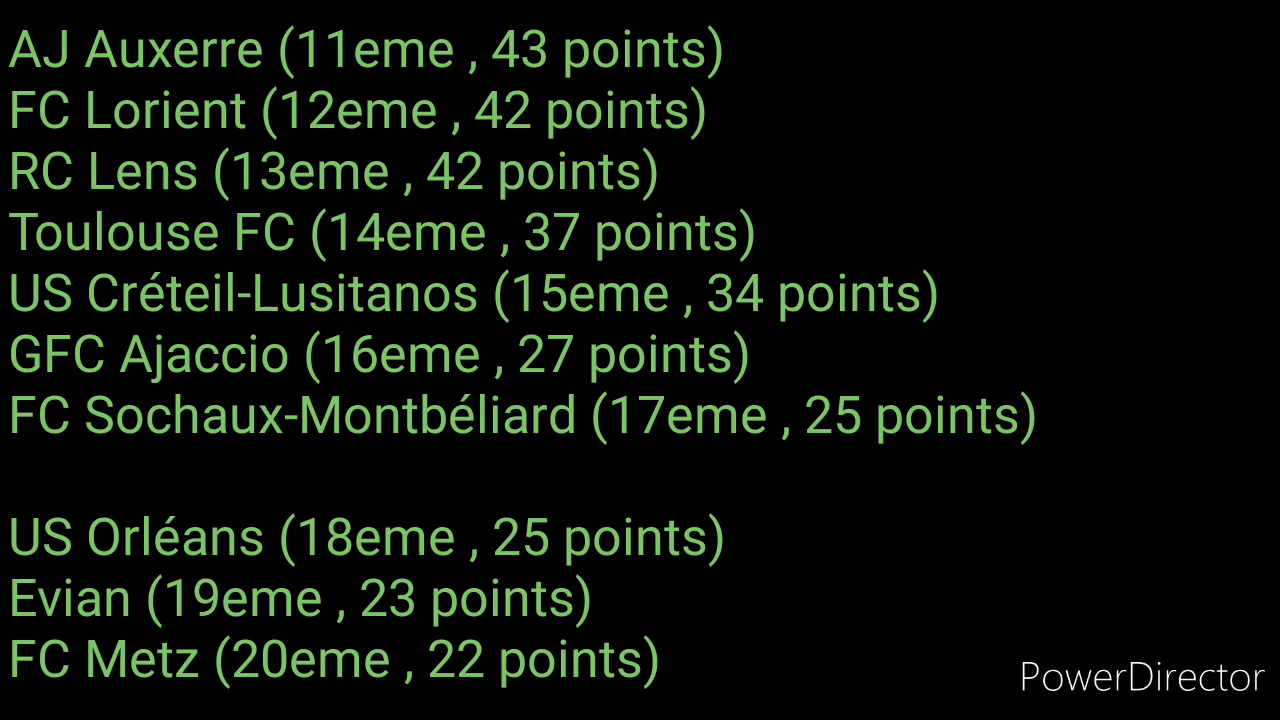 AJ Auxerre (11eme , 43 points)
FC Lorient (12eme , 42 points)
RC Lens (13eme , 42 points)
Toulouse FC (14eme , 37 points)
US Créteil-Lusitanos (15eme , 34 points)
GFC Ajaccio (16eme , 27 points)
FC Sochaux-Montbéliard (17eme , 25 points)
US Orléans (18eme , 25 points)
Evian (19eme , 23 points)
FC Metz (20eme , 22 points)
PowerDirector